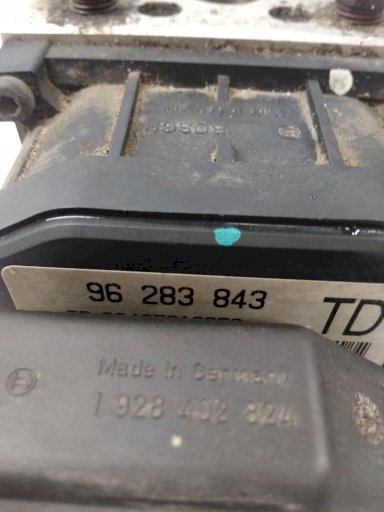 BOSCH
96 283 843
TD
Made in Germany
1 928 402 824